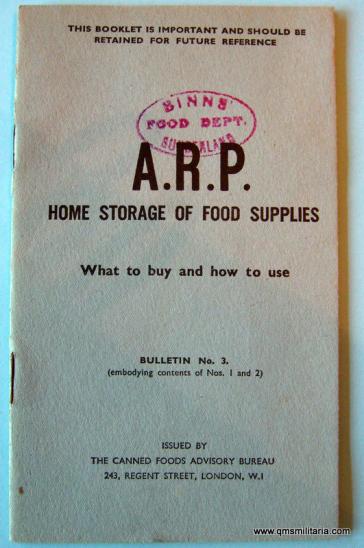 THIS BOOKLET IS IMPORTANT AND SHOULD BE
RETAINED FOR FUTURE REFERENCE
BINNS'
FOOD DEPT.
SUNDERLAND
A.R.P.
HOME STORAGE OF FOOD SUPPLIES
What to buy and how to use
BULLETIN No. 3.
(embodying contents of Nos. 1 and 2)
ISSUED BY
THE CANNED FOODS ADVISORY BUREAU
243, REGENT STREET, LONDON, W.1
www.qmsmilitaria.com